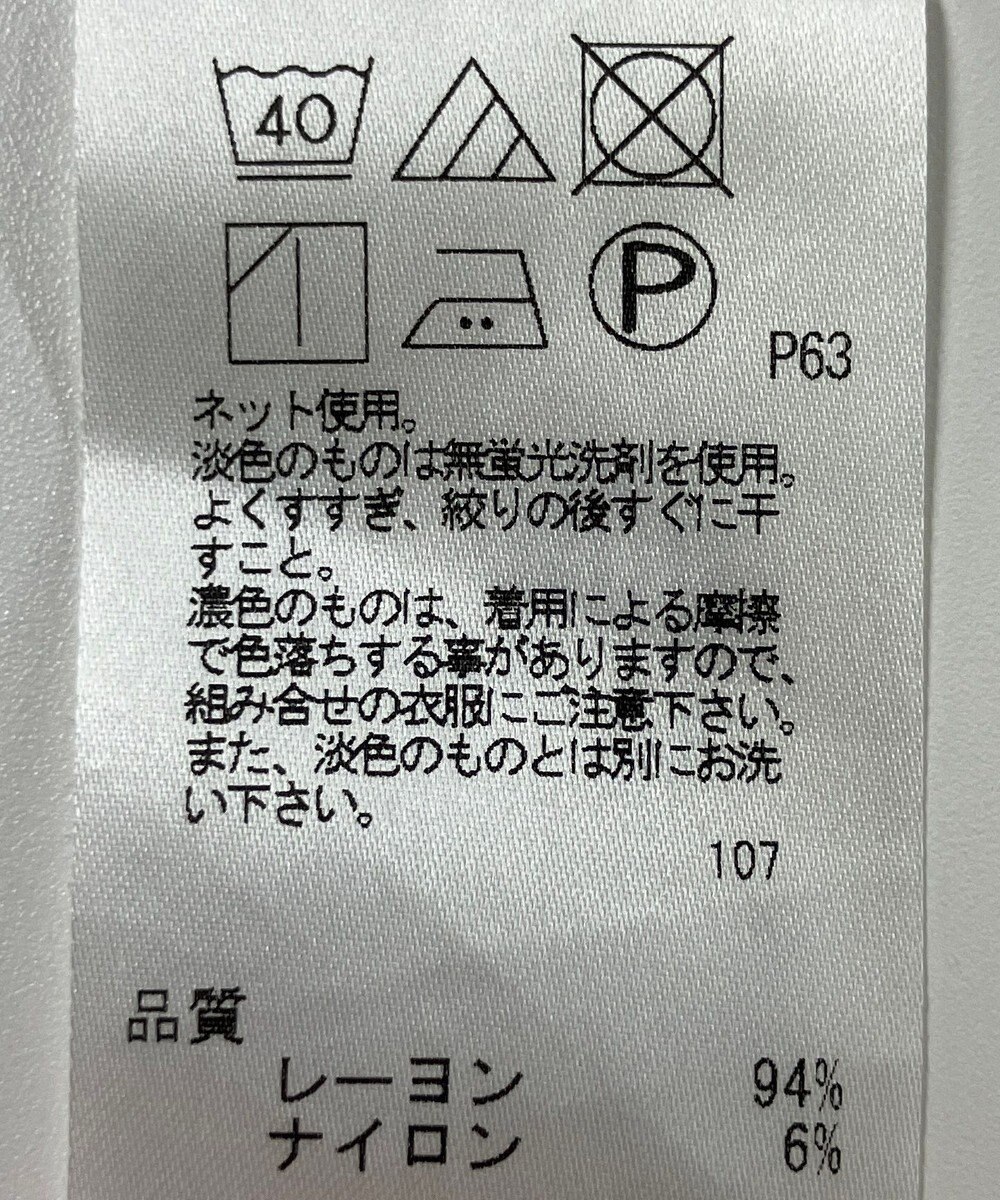 40
P
P63
ネット使用。
淡色のものは無蛍光洗剤を使用。
よくすすぎ、絞りの後すぐに干
すこと。
濃色のものは、着用による摩擦
で色落ちする事がありますので、
組み合せの衣服にご注意下さい。
また、淡色のものとは別にお洗
い下さい。
107
品質
レーヨン 94%
ナイロン 6%